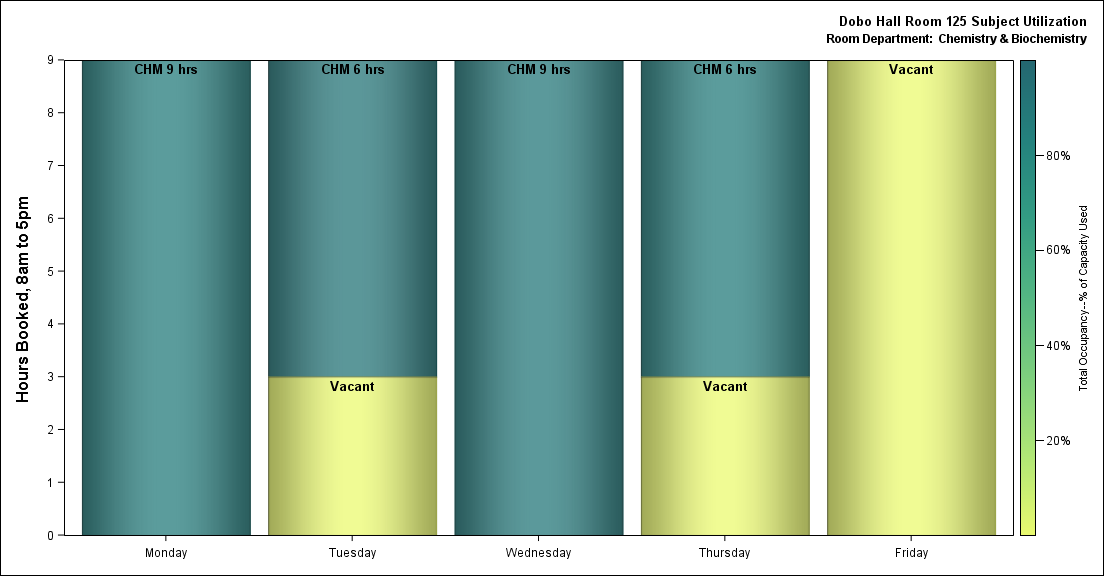 Dobo Hall Room 125 Subject Utilization
Room Department: Chemistry & Biochemistry
Hours Booked, 8am to 5pm
9
8
7
6
5
4
3
2
1
0
CHM 9 hrs
CHM 6 hrs
CHM 9 hrs
CHM 6 hrs
Vacant
Vacant
Vacant
Monday
Tuesday
Wednesday
Thursday
Friday
80%
60%
40%
20%
Total Occupancy--% of Capacity Used